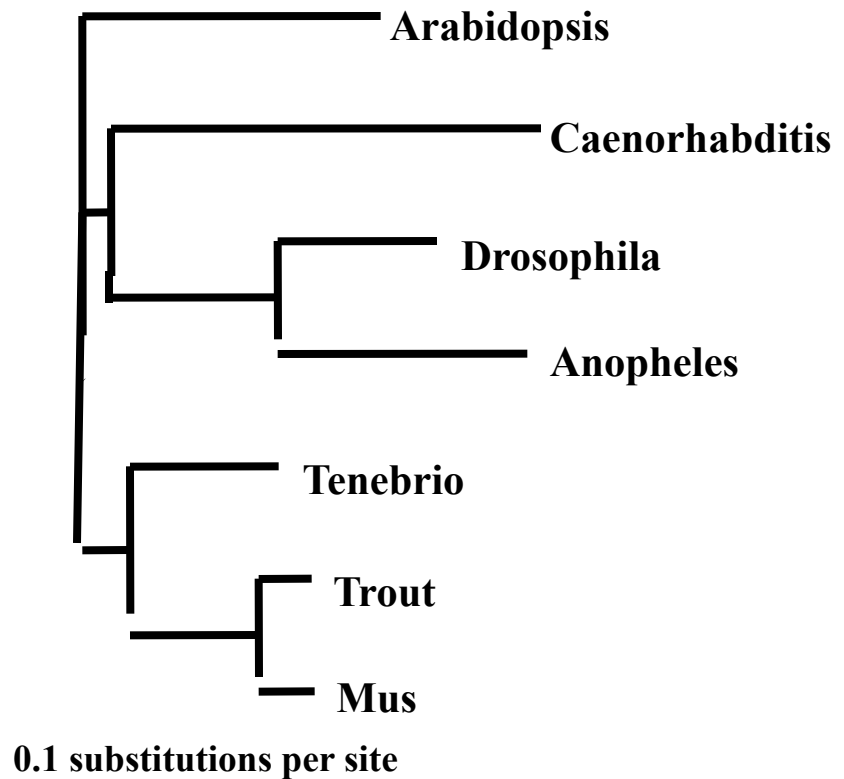 Arabidopsis
Caenorhabditis
Drosophila
Anopheles
Tenebrio
Trout
Mus
0.1 substitutions per site